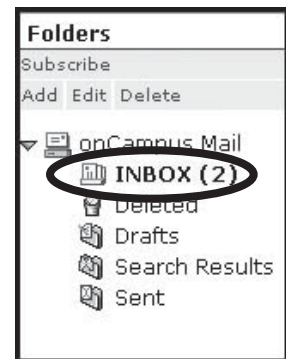 Folders
Subscribe
Add Edit Delete
onCampus Mail
INBOX (2)
Deleted
Drafts
Search Results
Sent